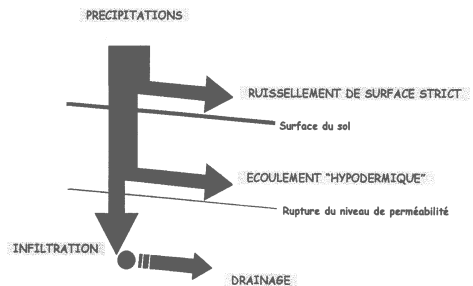 PRECIPITATIONS
RUISSELLEMENT DE SURFACE STRICT
Surface du sol
ECOULEMENT "HYPODERMIQUE"
Rupture du niveau de perméabilité
INFILTRATION
DRAINAGE